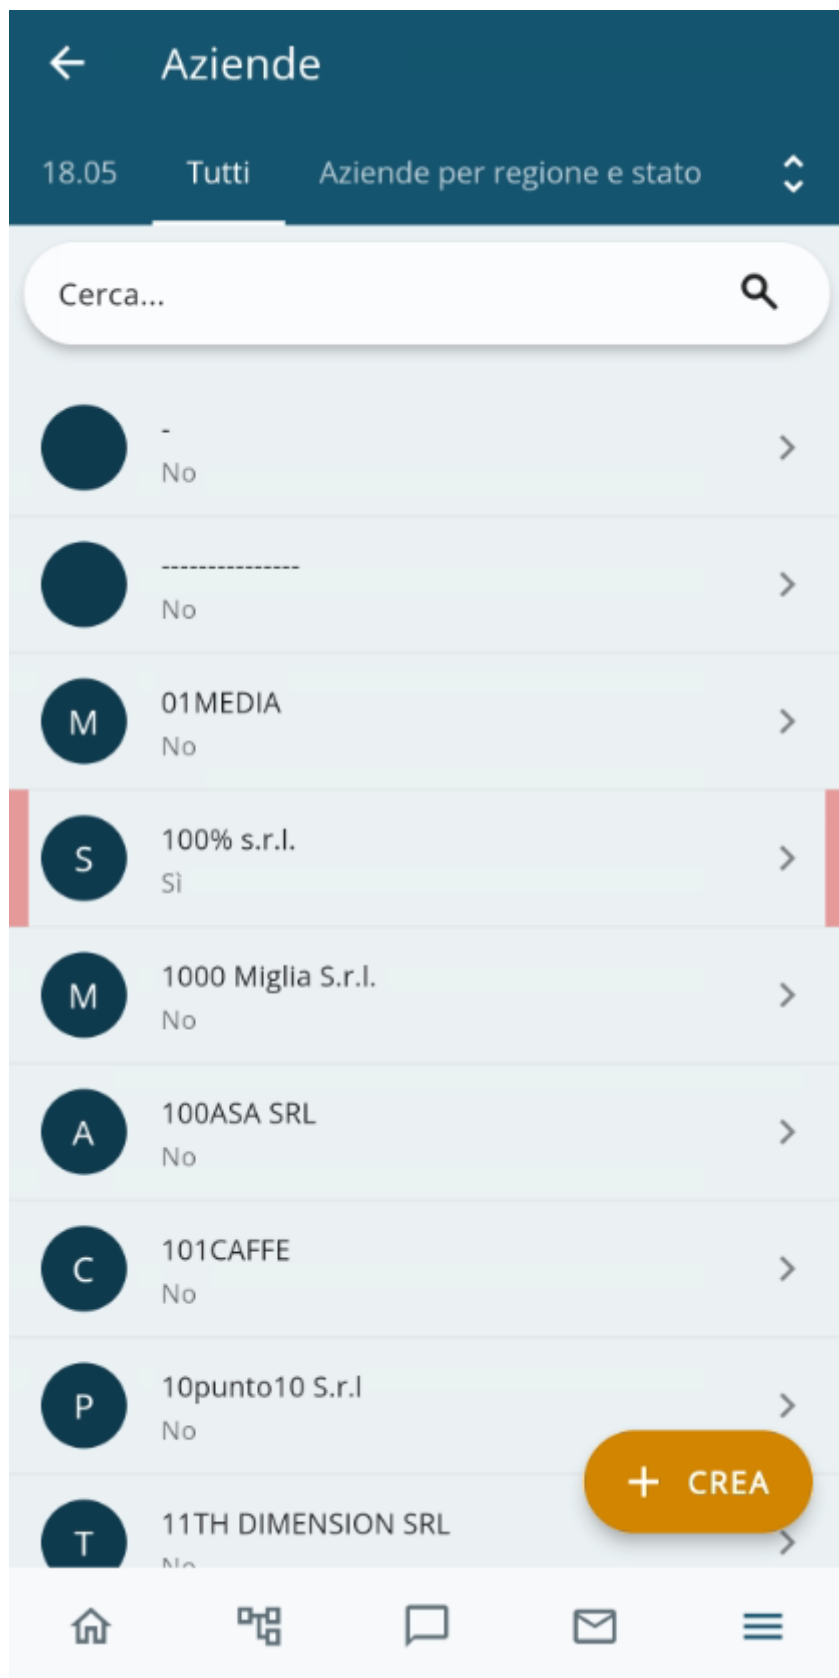 Aziende
18.05 Tutti Aziende per regione e stato
Cerca...
-
No
---------------
No
M 01MEDIA
No
S 100% s.r.l.
Sì
M 1000 Miglia S.r.l.
No
A 100ASA SRL
No
C 101CAFFE
No
P 10punto10 S.r.l
No
+ CREA
T 11TH DIMENSION SRL
No